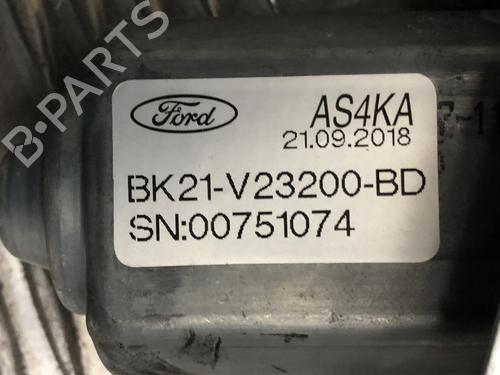 Ford
AS4KA
21.09.2018
BK21-V23200-BD
SN:00751074
B-PARTS